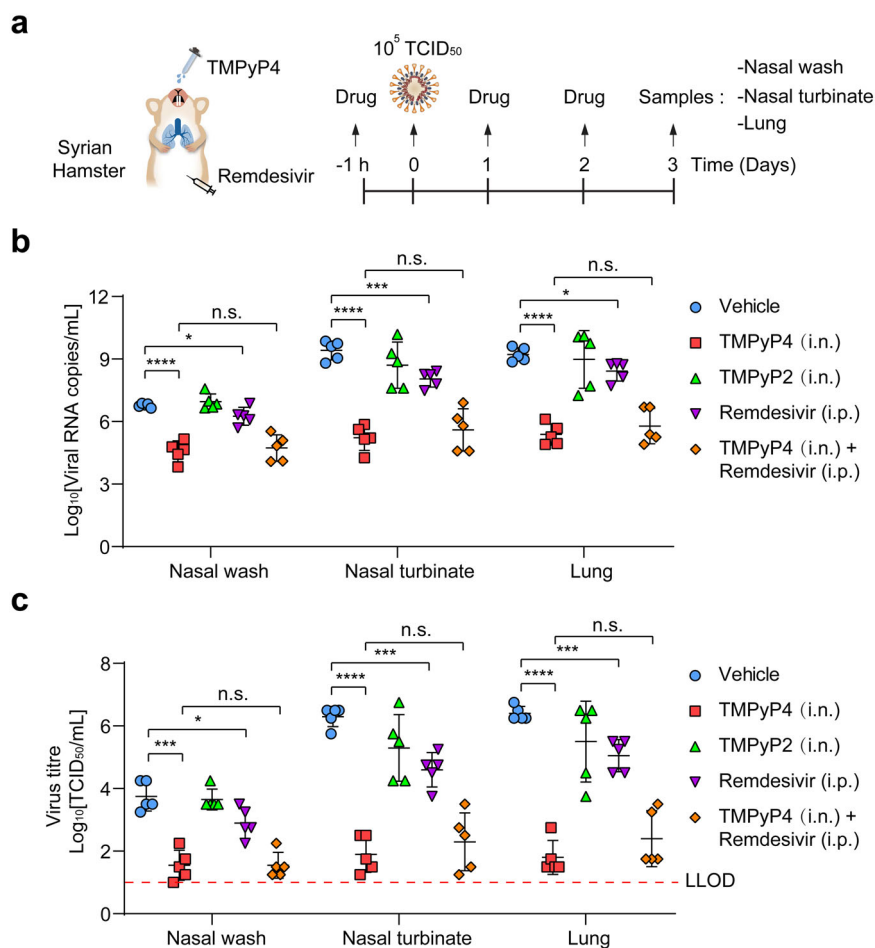 a
TMPyP4
Syrian
Hamster
Remdesivir
10⁵ TCID₅₀
Drug
Drug
Drug
Samples :
-Nasal wash
-Nasal turbinate
-Lung
-1 h
0
1
2
3
Time (Days)
b
Log₁₀[Viral RNA copies/mL]
12
9
6
3
0
n.s.
*
****
n.s.
***
****
n.s.
*
****
Nasal wash
Nasal turbinate
Lung
Vehicle
TMPyP4 (i.n.)
TMPyP2 (i.n.)
Remdesivir (i.p.)
TMPyP4 (i.n.) +
Remdesivir (i.p.)
c
Virus titre
Log₁₀[TCID₅₀/mL]
8
6
4
2
0
n.s.
*
***
n.s.
***
****
n.s.
***
****
LLOD
Nasal wash
Nasal turbinate
Lung
Vehicle
TMPyP4 (i.n.)
TMPyP2 (i.n.)
Remdesivir (i.p.)
TMPyP4 (i.n.) +
Remdesivir (i.p.)